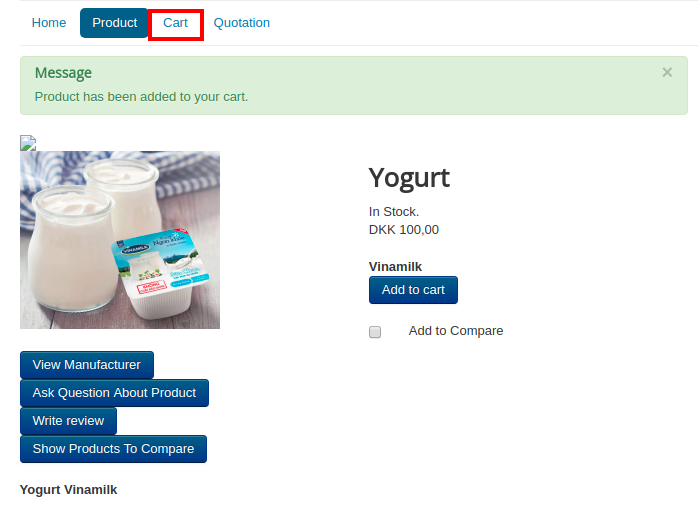 Home Product Cart Quotation
Message ×
Product has been added to your cart.
Yogurt
In Stock.
DKK 100,00
Vinamilk
Add to cart
Add to Compare
VINAMILK
View Manufacturer
Ask Question About Product
Write review
Show Products To Compare
Yogurt Vinamilk